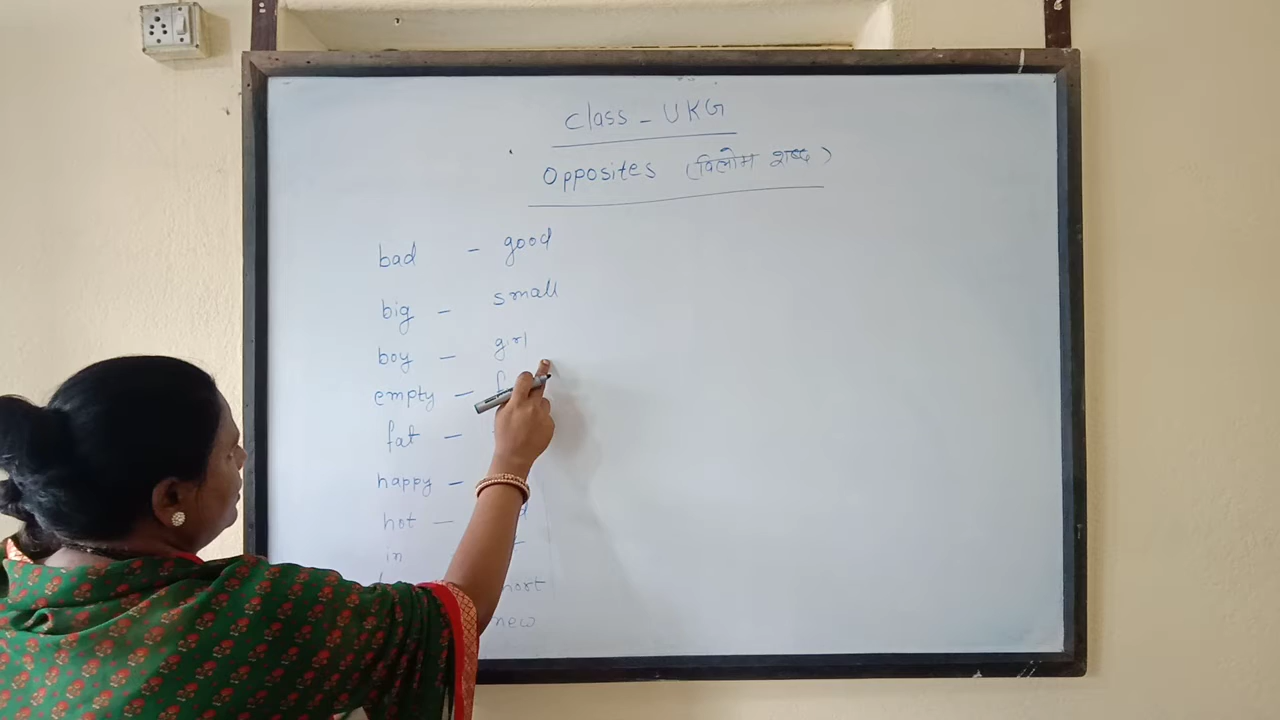 class - UKG
Opposites (विलोम शब्द)
bad - good
big - small
boy - girl
empty -
fat -
happy -
hot -
in
short
new